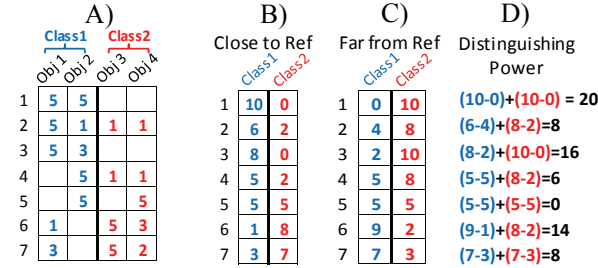 A) B) C) D)
Class1 Class2 Close to Ref Far from Ref Distinguishing
Power
Obj 1 Obj 2 Obj 3 Obj 4 Class1 Class2 Class1 Class2
1 5 5 1 10 0 1 0 10 (10-0)+(10-0) = 20
2 5 1 1 1 2 6 2 2 4 8 (6-4)+(8-2)=8
3 5 3 3 8 0 3 2 10 (8-2)+(10-0)=16
4 5 1 1 4 5 2 4 5 8 (5-5)+(8-2)=6
5 5 5 5 5 5 5 5 5 (5-5)+(5-5)=0
6 1 5 3 6 1 8 6 9 2 (9-1)+(8-2)=14
7 3 5 2 7 3 7 7 7 3 (7-3)+(7-3)=8